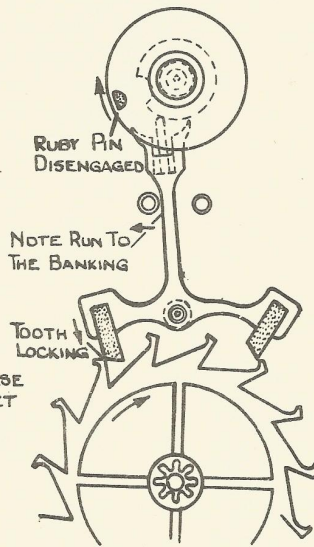 RUBY PIN
DISENGAGED
NOTE RUN TO
THE BANKING
TOOTH
LOCKING